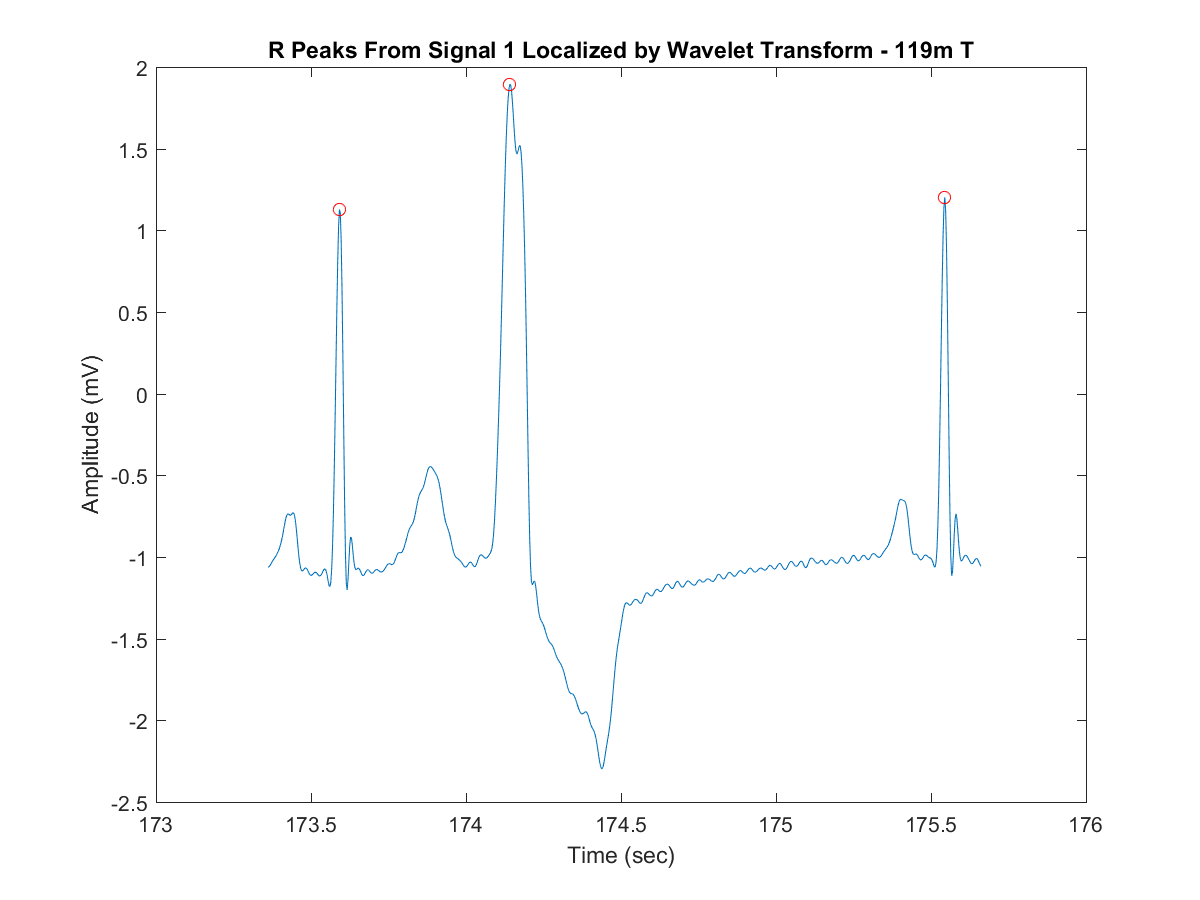 R Peaks From Signal 1 Localized by Wavelet Transform - 119m T
Amplitude (mV)
2
1.5
1
0.5
0
-0.5
-1
-1.5
-2
-2.5
173 173.5 174 174.5 175 175.5 176
Time (sec)